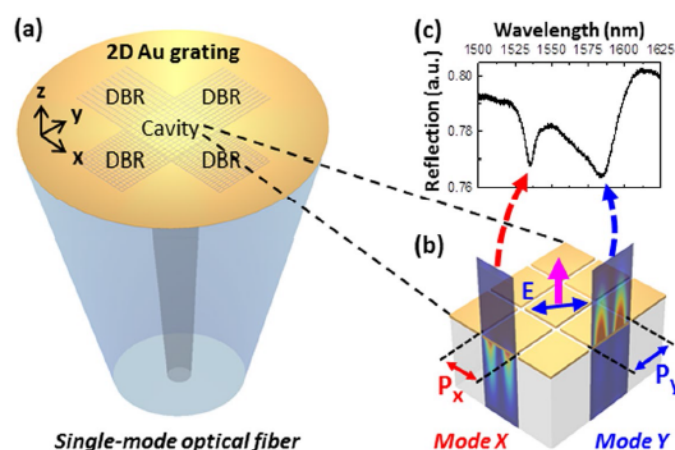 (a)
2D Au grating
DBR
DBR
z
y
x
Cavity
DBR
DBR
Single-mode optical fiber
(c)
Wavelength (nm)
1500 1525 1550 1575 1600 1625
Reflection (a.u.)
0.80
0.78
0.76
(b)
E
Px
Py
Mode X
Mode Y